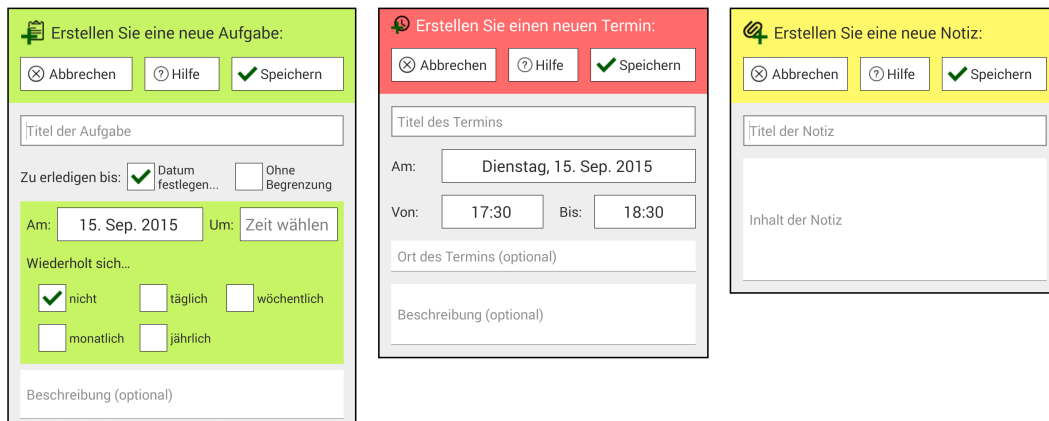 Erstellen Sie eine neue Aufgabe:
Abbrechen
Hilfe
Speichern
Titel der Aufgabe
Zu erledigen bis:
Datum
festlegen...
Ohne
Begrenzung
Am:
15. Sep. 2015
Um:
Zeit wählen
Wiederholt sich...
nicht
täglich
wöchentlich
monatlich
jährlich
Beschreibung (optional)
Erstellen Sie einen neuen Termin:
Abbrechen
Hilfe
Speichern
Titel des Termins
Am:
Dienstag, 15. Sep. 2015
Von:
17:30
Bis:
18:30
Ort des Termins (optional)
Beschreibung (optional)
Erstellen Sie eine neue Notiz:
Abbrechen
Hilfe
Speichern
Titel der Notiz
Inhalt der Notiz